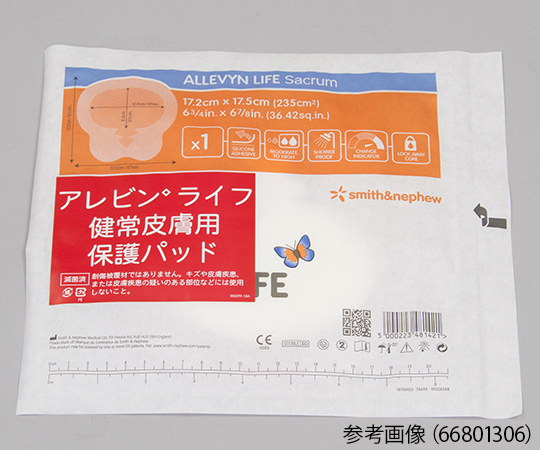 ALLEVYN LIFE Sacrum
17.2cm x 17.5cm (235cm²)
6¾in. x 6⅞in. (36.42sq.in.)
x1
SILICONE ADHESIVE
MODERATE TO HIGH
SHOWER PROOF
CHANGE INDICATOR
LOCK AWAY CORE
smith&nephew
アレビン◇ライフ
健常皮膚用
保護パッド
滅菌済
創傷被覆材ではありません。キズや皮膚疾患、
または皮膚疾患の疑いのある部位などには使用
しないこと。
PE
FE
CE
STERILE EO
2
5 000223 481421
参考画像 (66801306)